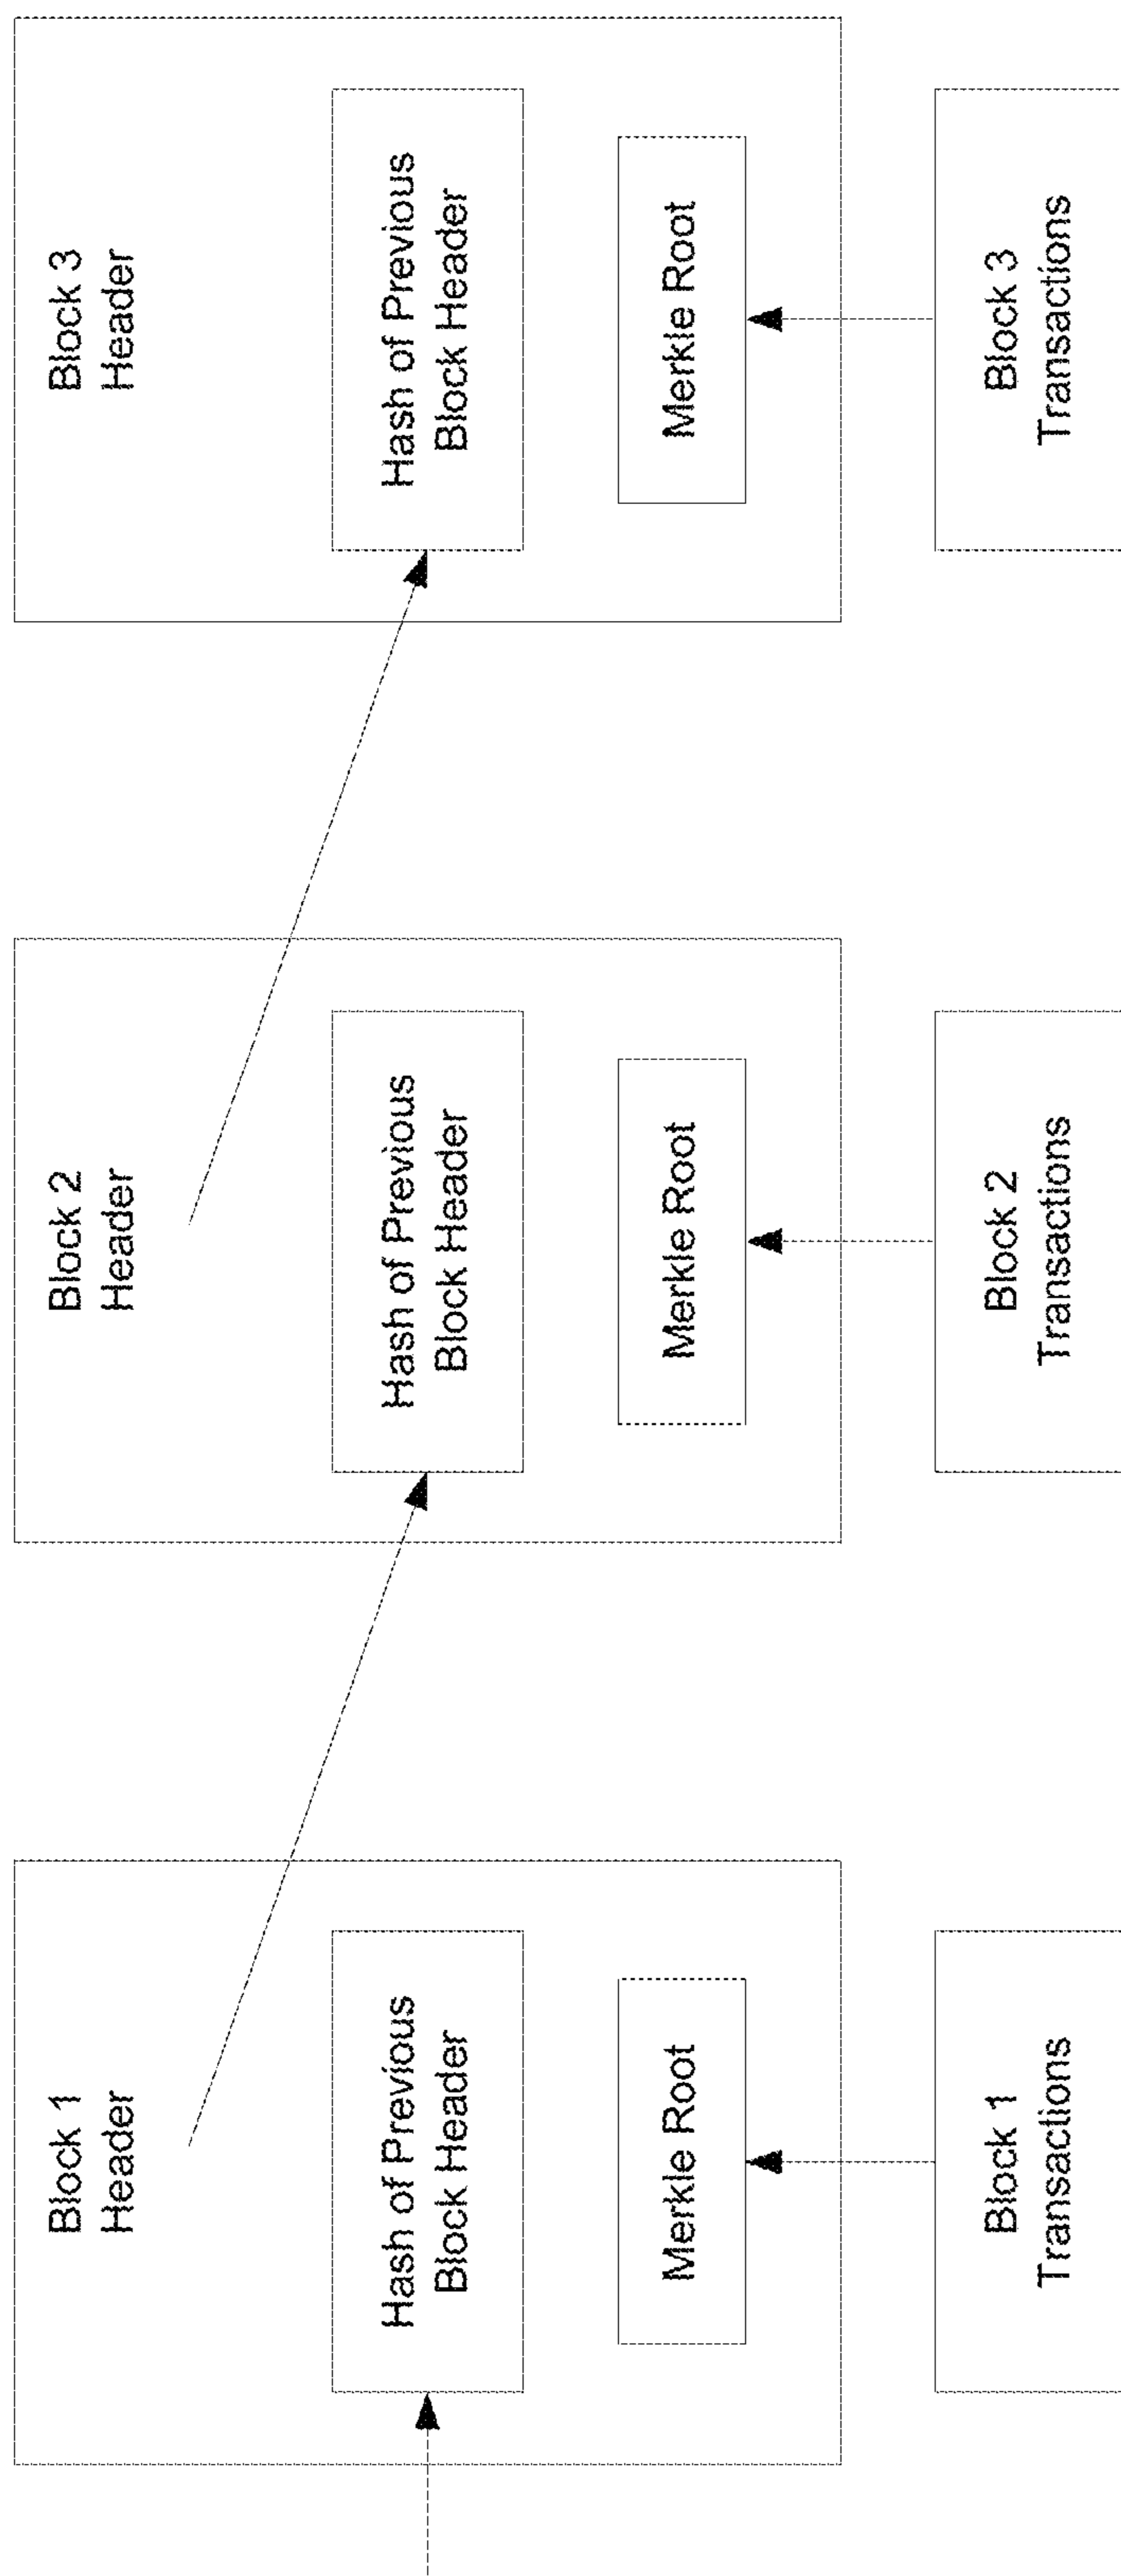 Block 1
Header
Hash of Previous
Block Header
Merkle Root
Block 1
Transactions
Block 2
Header
Hash of Previous
Block Header
Merkle Root
Block 2
Transactions
Block 3
Header
Hash of Previous
Block Header
Merkle Root
Block 3
Transactions